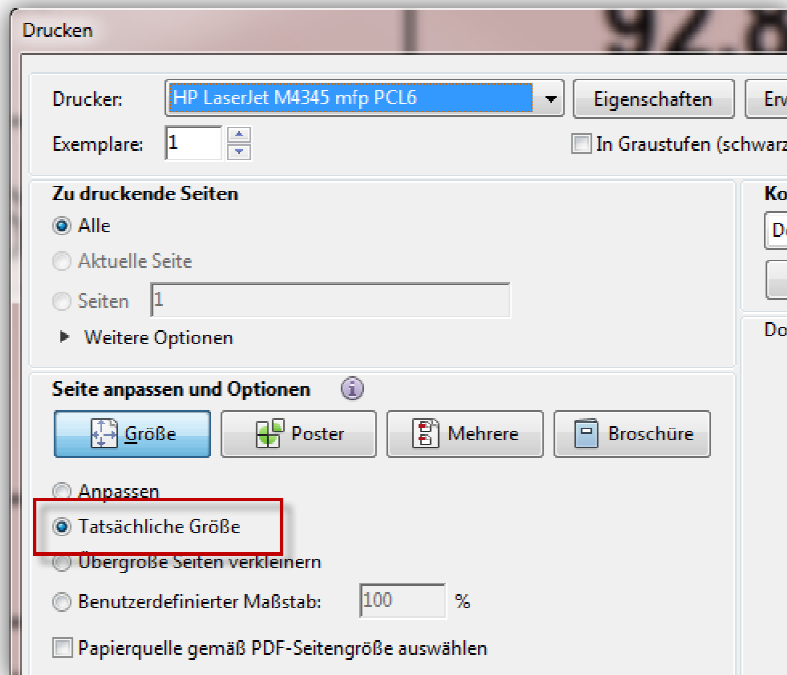 92.8
Drucken
Drucker: HP LaserJet M4345 mfp PCL6 Eigenschaften
Exemplare: 1 In Graustufen (schwarz
Zu druckende Seiten
Alle
Aktuelle Seite
Seiten 1
Weitere Optionen
Seite anpassen und Optionen i
Größe Poster Mehrere Broschüre
Anpassen
Tatsächliche Größe
Übergroße Seiten verkleinern
Benutzerdefinierter Maßstab: 100 %
Papierquelle gemäß PDF-Seitengröße auswählen